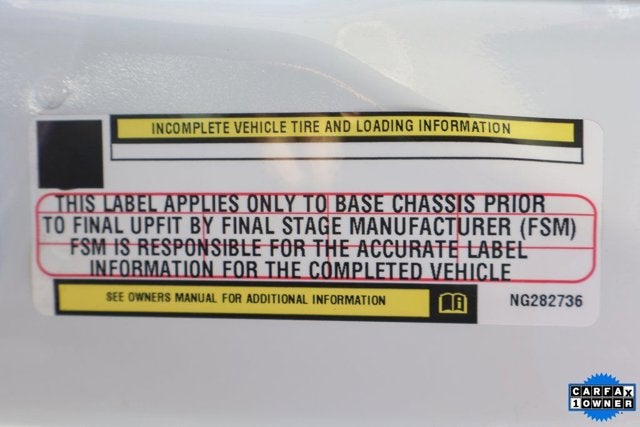 INCOMPLETE VEHICLE TIRE AND LOADING INFORMATION
THIS LABEL APPLIES ONLY TO BASE CHASSIS PRIOR
TO FINAL UPFIT BY FINAL STAGE MANUFACTURER (FSM)
FSM IS RESPONSIBLE FOR THE ACCURATE LABEL
INFORMATION FOR THE COMPLETED VEHICLE
SEE OWNERS MANUAL FOR ADDITIONAL INFORMATION
NG282736
CARFAX
1 OWNER